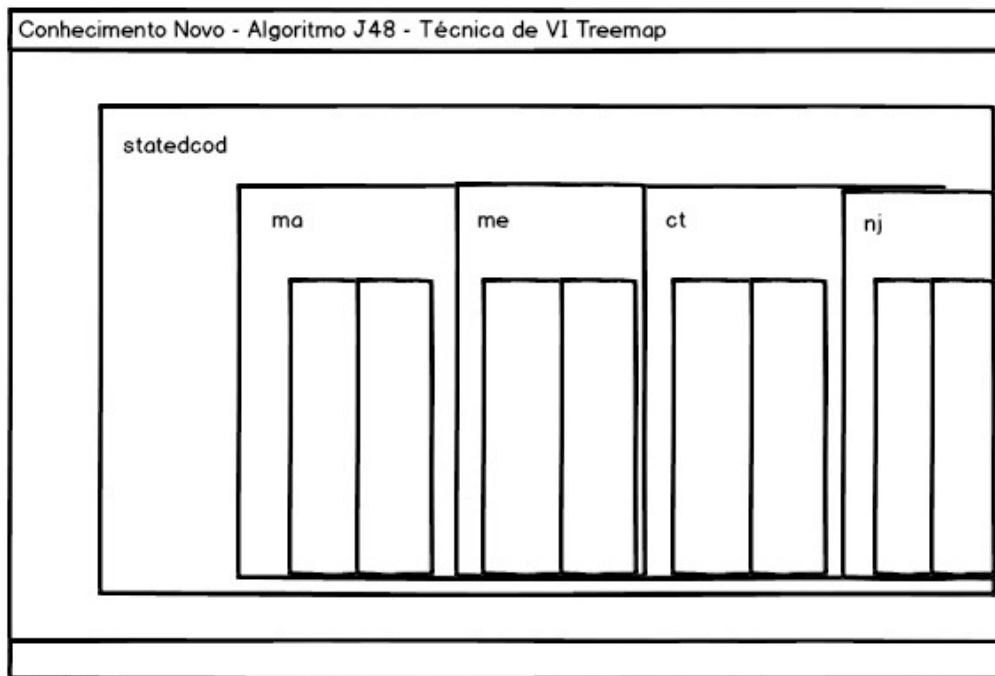 Conhecimento Novo - Algoritmo J48 - Técnica de VI Treemap
statedcod
ma
me
ct
nj